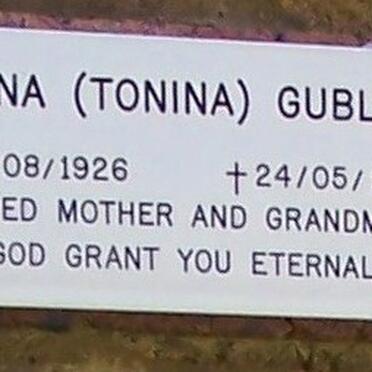 NA (TONINA) GUBL
08/1926 †24/05/
ED MOTHER AND GRANDM
GOD GRANT YOU ETERNAL